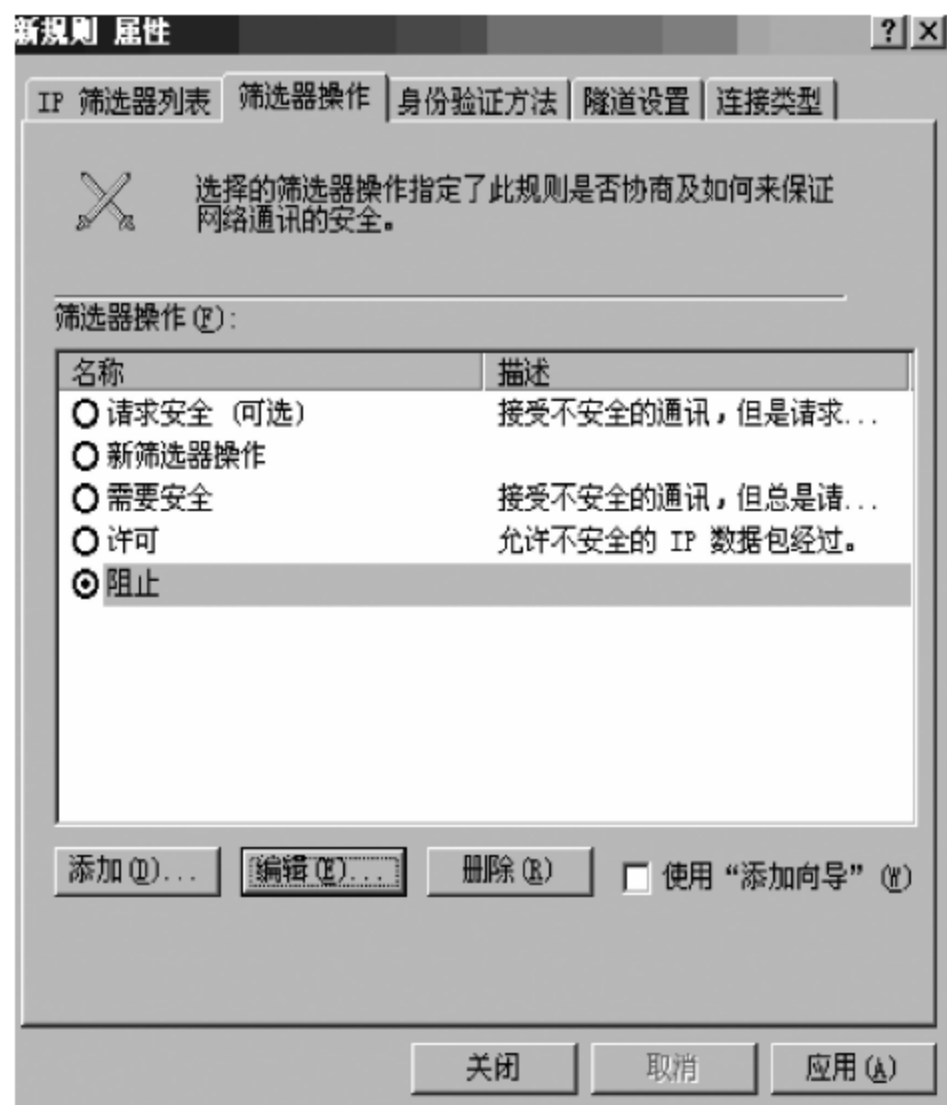 新规则 属性
IP 筛选器列表 筛选器操作 身份验证方法 隧道设置 连接类型
选择的筛选器操作指定了此规则是否协商及如何来保证
网络通讯的安全。
筛选器操作(F):
名称 描述
请求安全 (可选) 接受不安全的通讯，但是请求...
新筛选器操作
需要安全 接受不安全的通讯，但总是请...
许可 允许不安全的 IP 数据包经过。
阻止
添加(D)... 编辑(E)... 删除(R) 使用“添加向导” (W)
关闭 取消 应用(A)